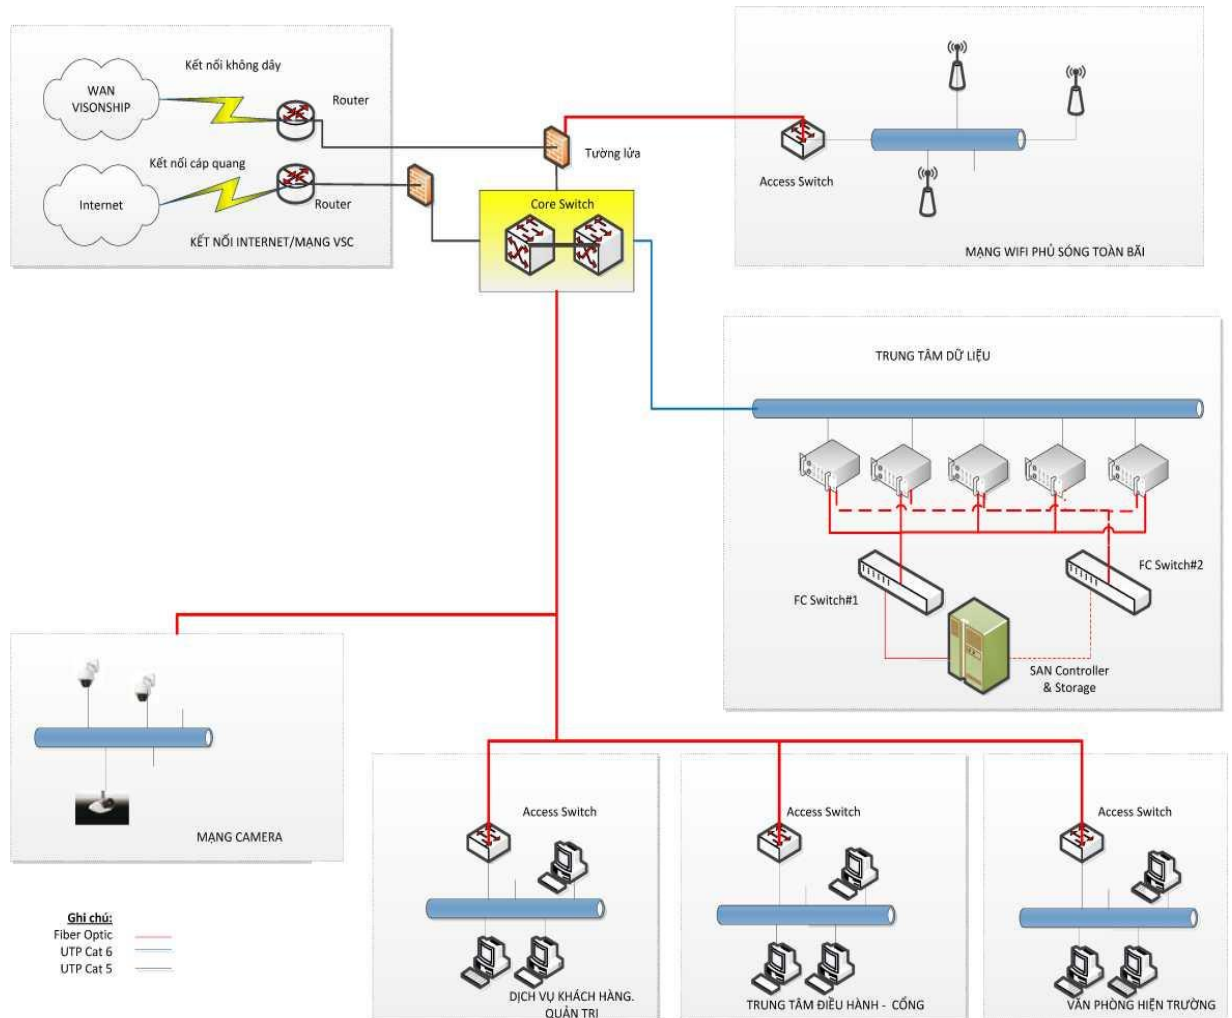 Kết nối không dây
WAN
VISONSHIP
Router
Kết nối cáp quang
Internet
Router
KẾT NỐI INTERNET/MẠNG VSC
Tường lửa
Core Switch
Access Switch
MẠNG WIFI PHỦ SÓNG TOÀN BÃI
TRUNG TÂM DỮ LIỆU
FC Switch#1
FC Switch#2
SAN Controller
& Storage
MẠNG CAMERA
Access Switch
DỊCH VỤ KHÁCH HÀNG.
QUẢN TRỊ
Access Switch
TRUNG TÂM ĐIỀU HÀNH - CỔNG
Access Switch
VĂN PHÒNG HIỆN TRƯỜNG
Ghi chú:
Fiber Optic
UTP Cat 6
UTP Cat 5